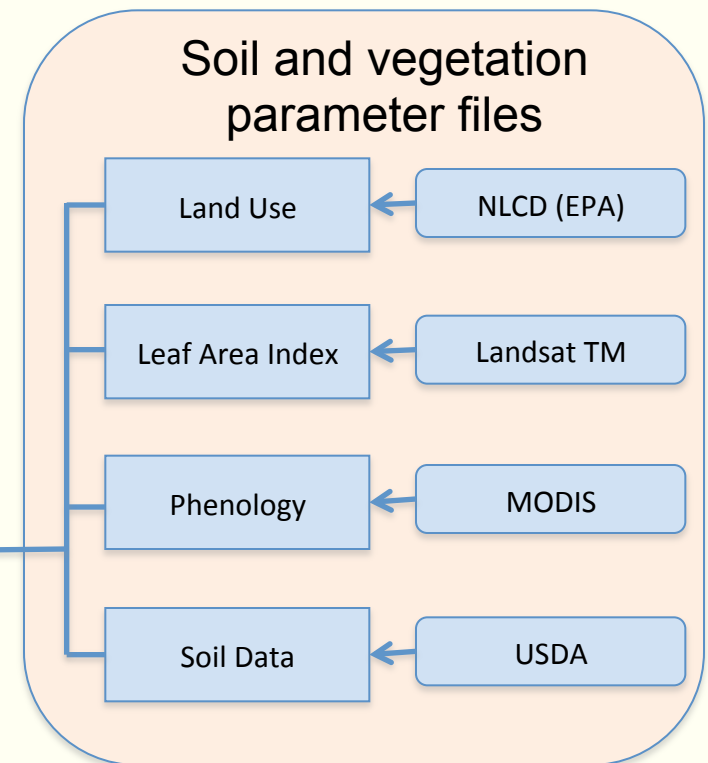 Soil and vegetation
parameter files
Land Use
NLCD (EPA)
Leaf Area Index
Landsat TM
Phenology
MODIS
Soil Data
USDA